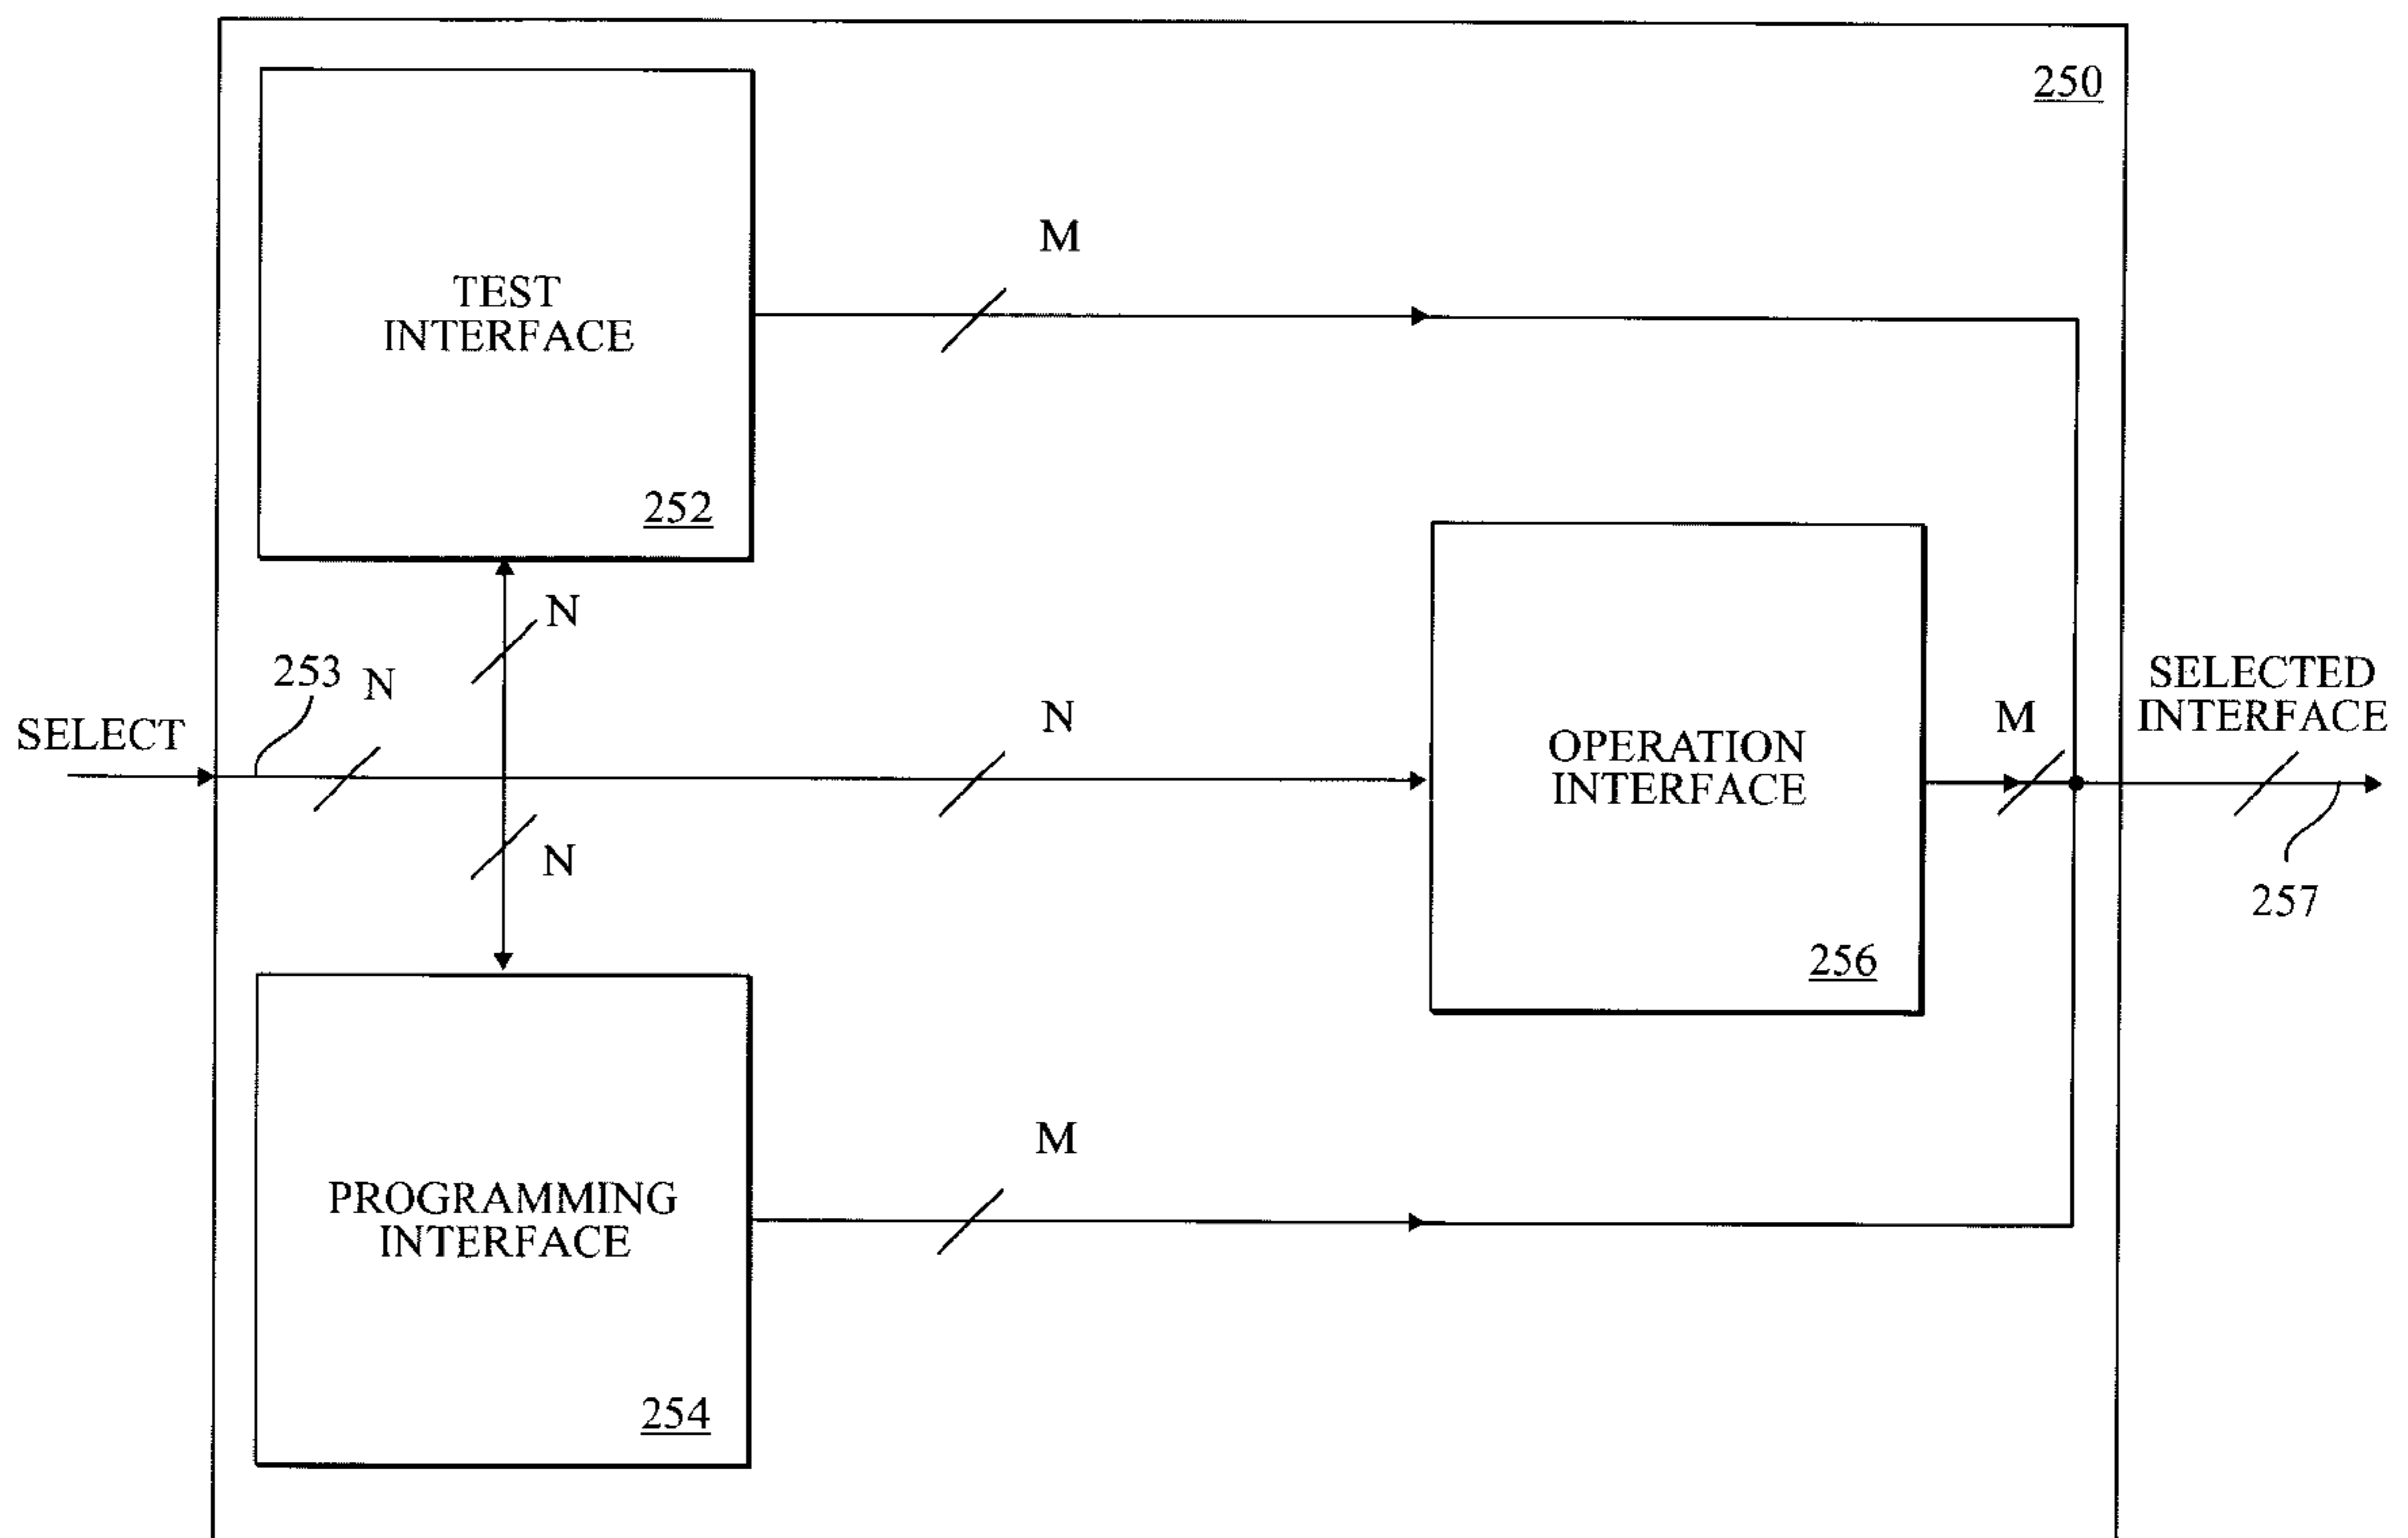 250
TEST
INTERFACE
252
M
N
253
N
SELECT
N
N
OPERATION
INTERFACE
256
M
SELECTED
INTERFACE
257
PROGRAMMING
INTERFACE
254
M